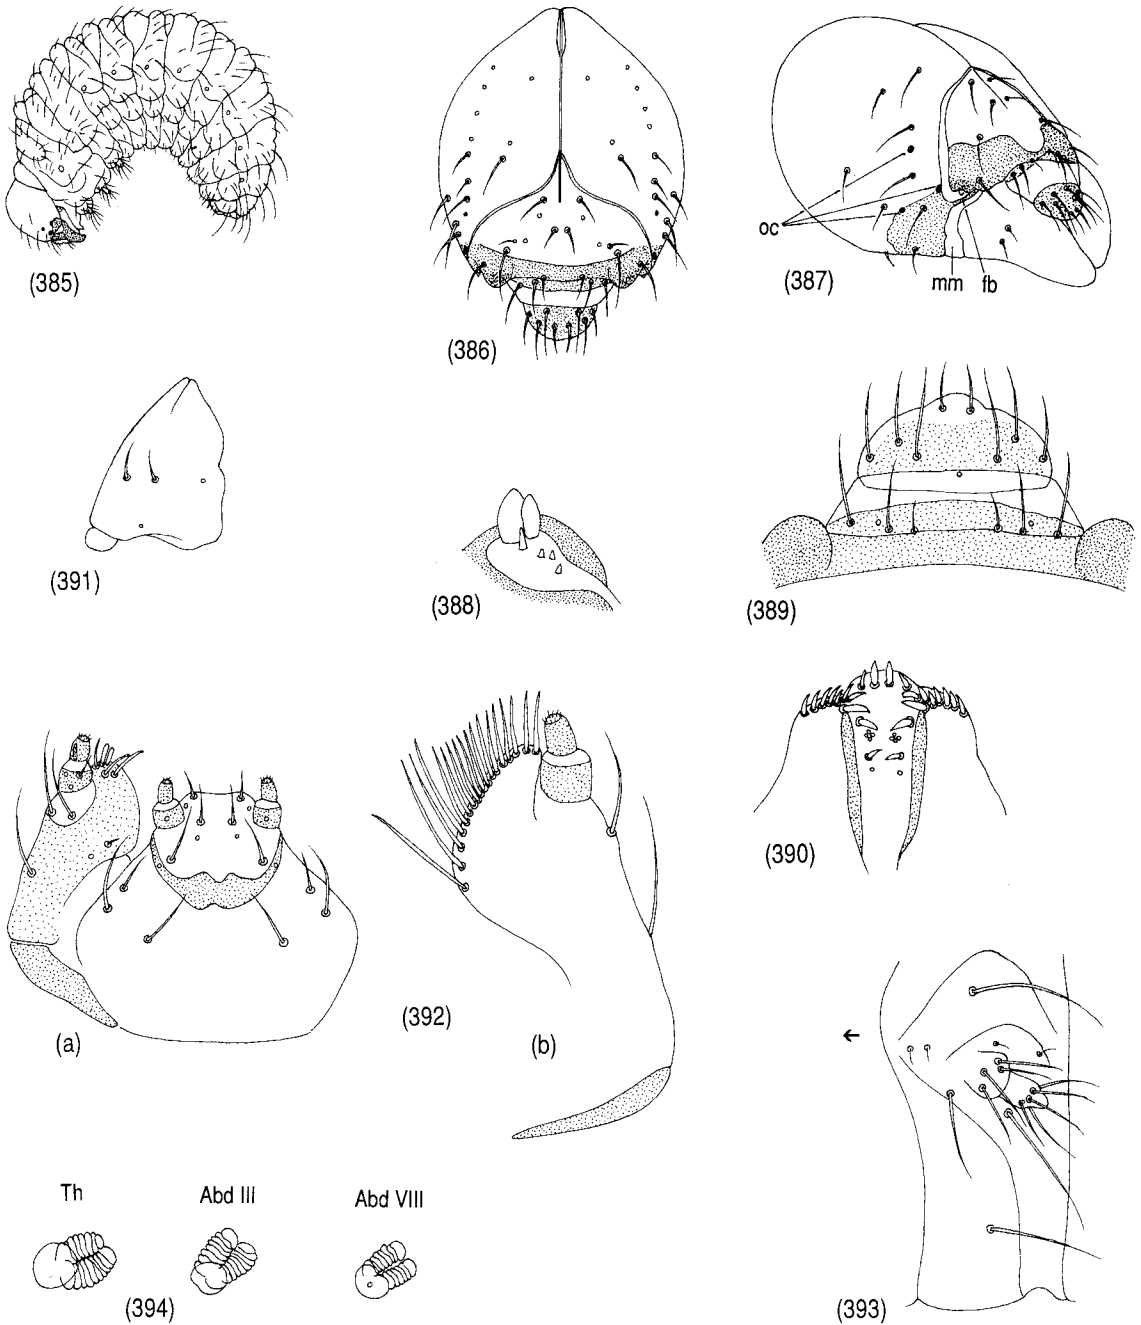 (385)
(386)
oc
mm
fb
(387)
(391)
(388)
(389)
(390)
(a)
(392)
(b)
←
Th
Abd III
Abd VIII
(394)
(393)